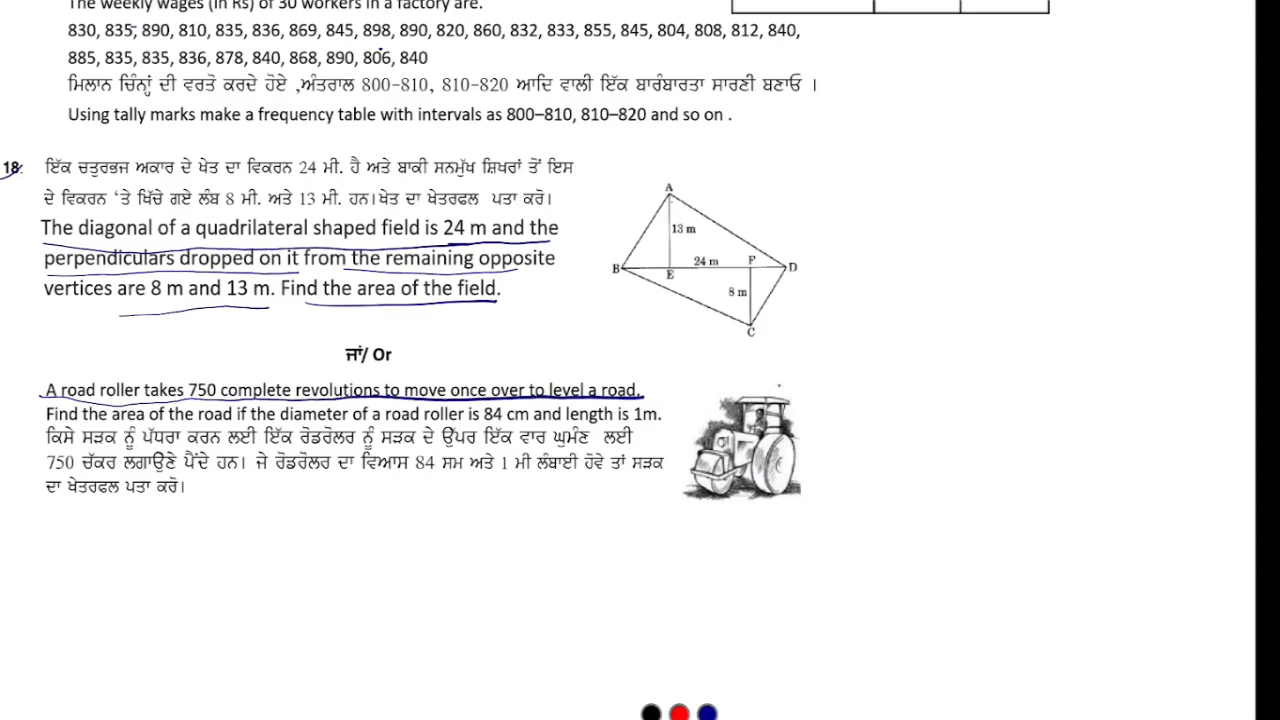 The weekly wages (in Rs) of 30 workers in a factory are.
830, 835, 890, 810, 835, 836, 869, 845, 898, 890, 820, 860, 832, 833, 855, 845, 804, 808, 812, 840,
885, 835, 835, 836, 878, 840, 868, 890, 806, 840
ਮਿਲਾਨ ਚਿੰਨ੍ਹਾਂ ਦੀ ਵਰਤੋ ਕਰਦੇ ਹੋਏ ,ਅੰਤਰਾਲ 800-810, 810-820 ਆਦਿ ਵਾਲੀ ਇੱਕ ਬਾਰੰਬਾਰਤਾ ਸਾਰਣੀ ਬਣਾਓ ।
Using tally marks make a frequency table with intervals as 800–810, 810–820 and so on .
18. ਇੱਕ ਚਤੁਰਭਜ ਅਕਾਰ ਦੇ ਖੇਤ ਦਾ ਵਿਕਰਨ 24 ਮੀ. ਹੈ ਅਤੇ ਬਾਕੀ ਸਨਮੁੱਖ ਸ਼ਿਖਰਾਂ ਤੋਂ ਇਸ
ਦੇ ਵਿਕਰਨ ‘ਤੇ ਖਿੱਚੇ ਗਏ ਲੰਬ 8 ਮੀ. ਅਤੇ 13 ਮੀ. ਹਨ।ਖੇਤ ਦਾ ਖੇਤਰਫਲ ਪਤਾ ਕਰੋ।
The diagonal of a quadrilateral shaped field is 24 m and the
perpendiculars dropped on it from the remaining opposite
vertices are 8 m and 13 m. Find the area of the field.
A
13 m
B
E
24 m
F
D
8 m
C
ਜਾਂ/ Or
A road roller takes 750 complete revolutions to move once over to level a road.
Find the area of the road if the diameter of a road roller is 84 cm and length is 1m.
ਕਿਸੇ ਸੜਕ ਨੂੰ ਪੱਧਰਾ ਕਰਨ ਲਈ ਇੱਕ ਰੋਡਰੋਲਰ ਨੂੰ ਸੜਕ ਦੇ ਉੱਪਰ ਇੱਕ ਵਾਰ ਘੁਮੰਣ ਲਈ
750 ਚੱਕਰ ਲਗਾਉਣੇ ਪੈਂਦੇ ਹਨ। ਜੇ ਰੋਡਰੋਲਰ ਦਾ ਵਿਆਸ 84 ਸਮ ਅਤੇ 1 ਮੀ ਲੰਬਾਈ ਹੋਵੇ ਤਾਂ ਸੜਕ
ਦਾ ਖੇਤਰਫਲ ਪਤਾ ਕਰੋ।